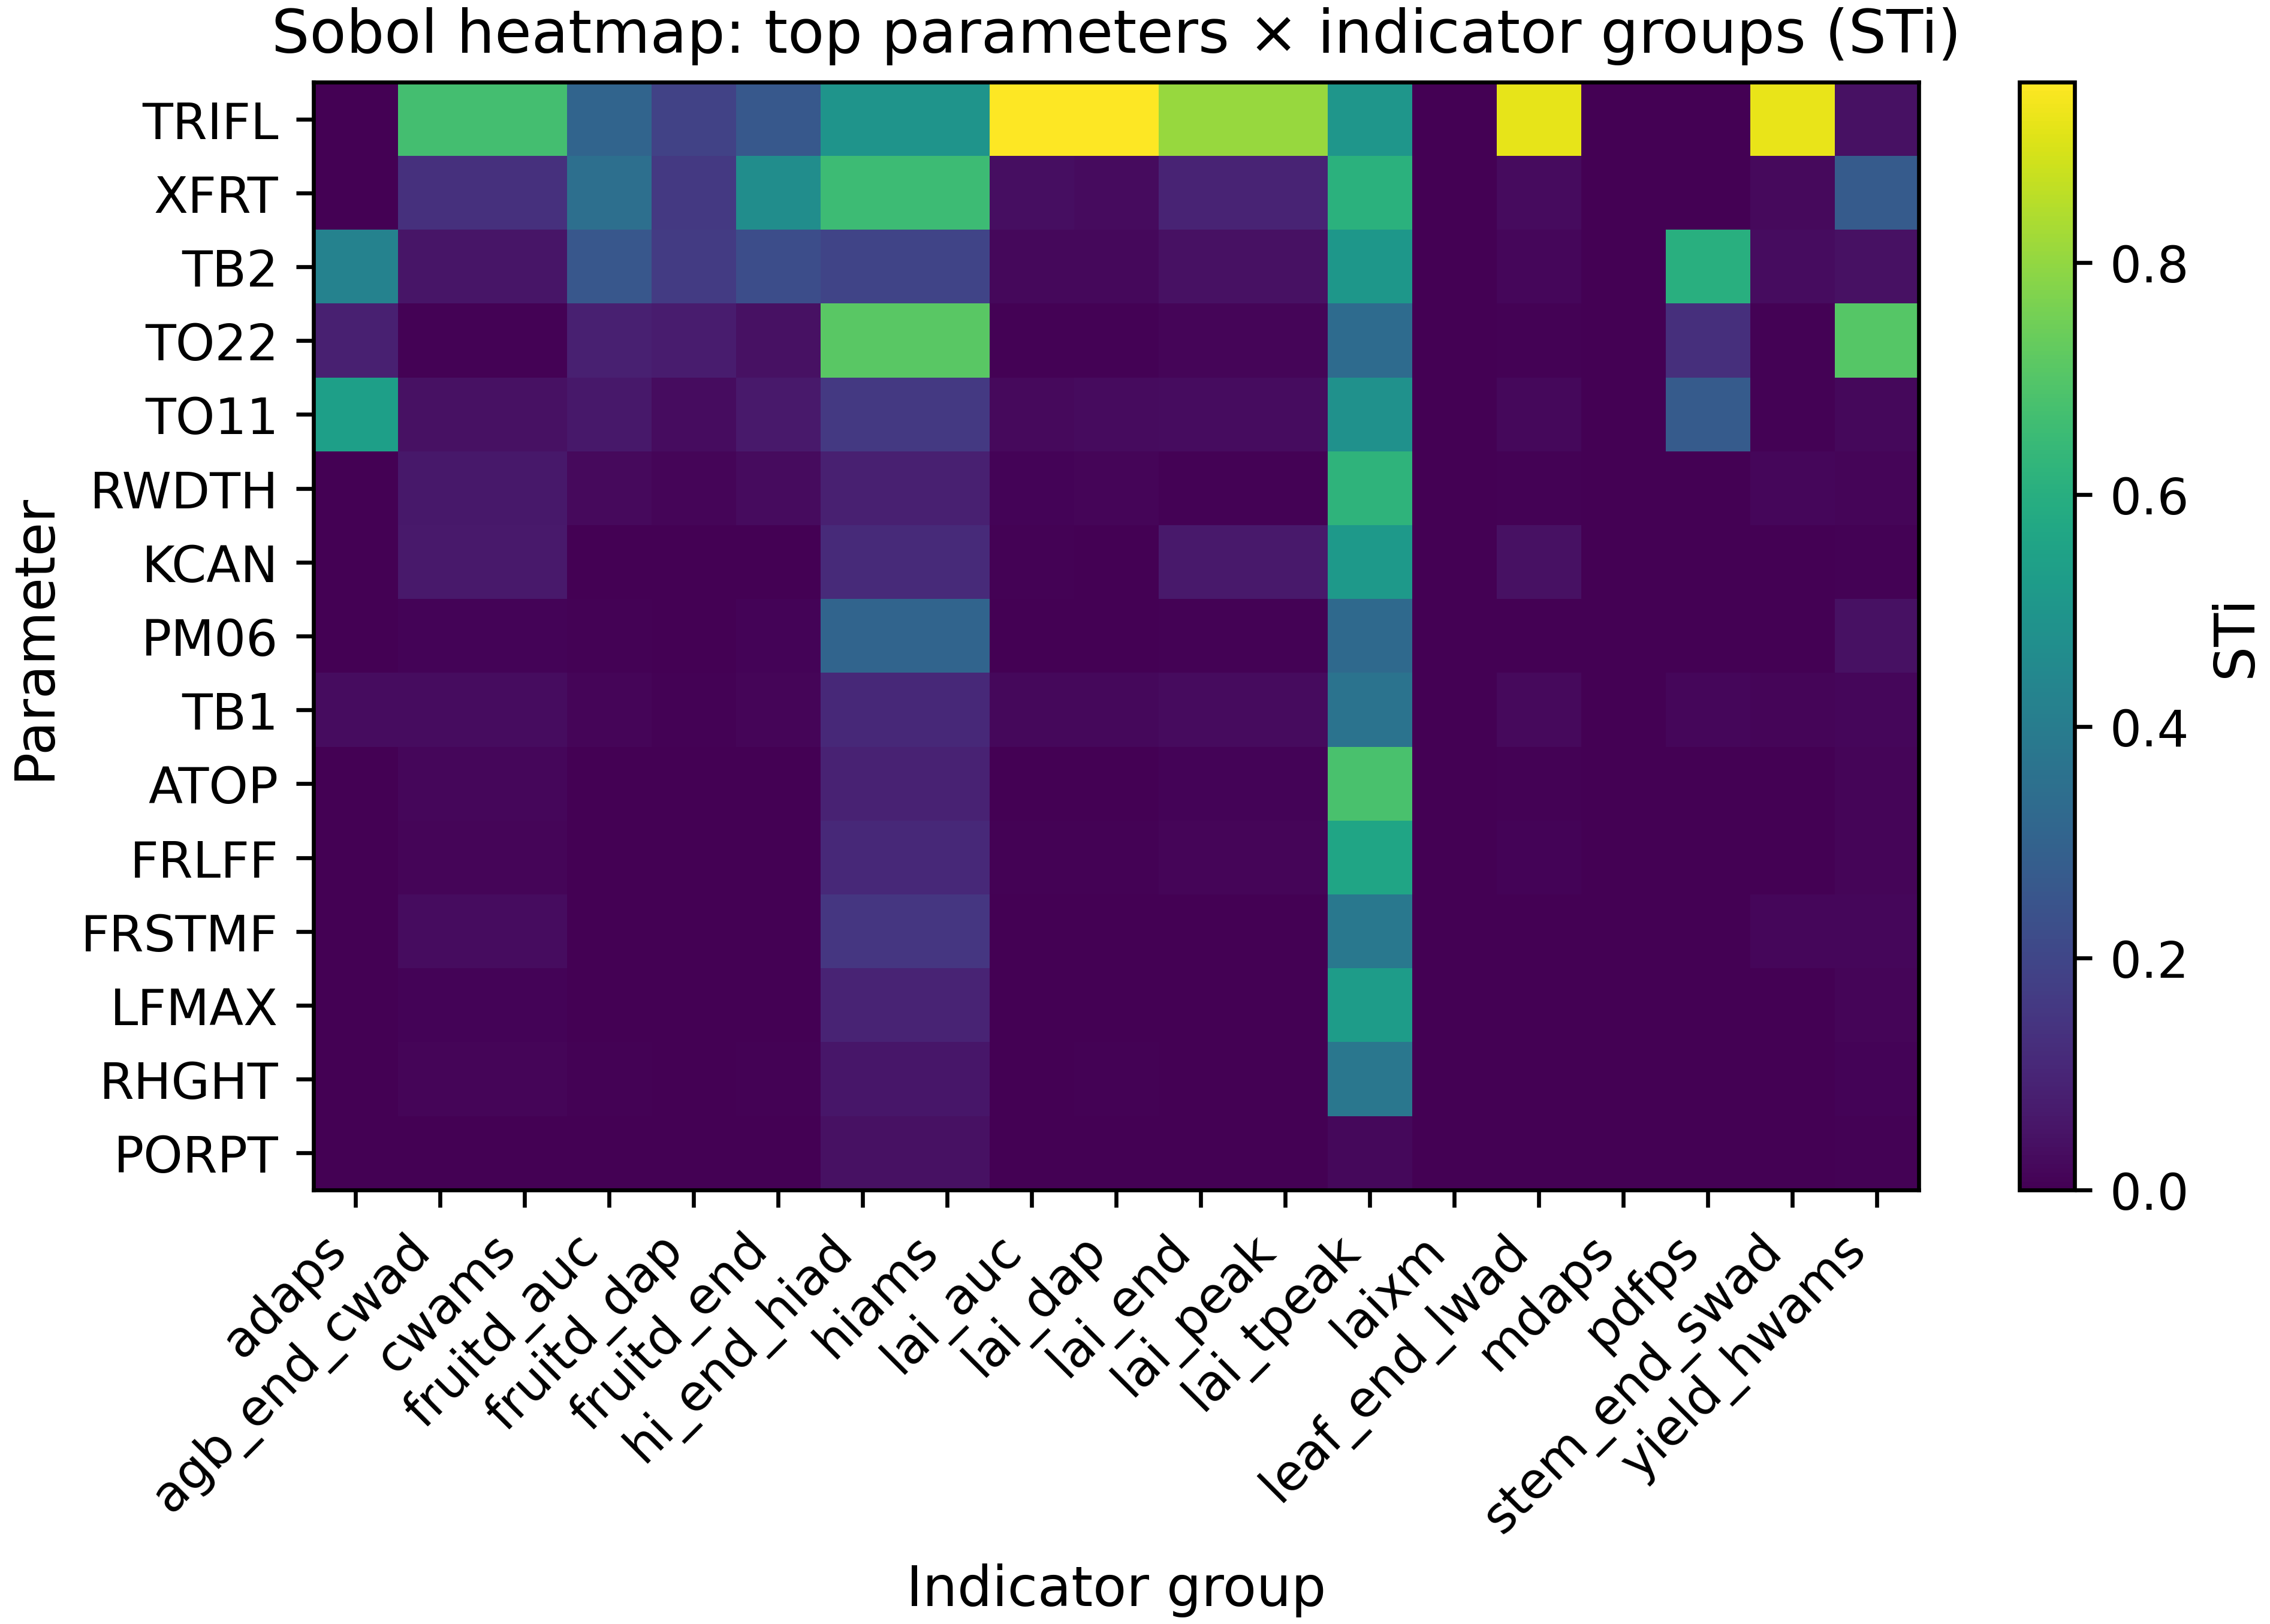 Sobol heatmap: top parameters × indicator groups (STi)
Parameter
TRIFL
XFRT
TB2
TO22
TO11
RWDTH
KCAN
PM06
TB1
ATOP
FRLFF
FRSTMF
LFMAX
RHGHT
PORPT
adaps
agb_end_cwad
cwams
fruitd_auc
fruitd_dap
fruitd_end
hi_end_hiad
hiams
lai_auc
lai_dap
lai_end
lai_peak
lai_tpeak
laixm
leaf_end_lwad
mdaps
pdfps
stem_end_swad
yield_hwams
Indicator group
0.8
0.6
0.4
0.2
0.0
STi